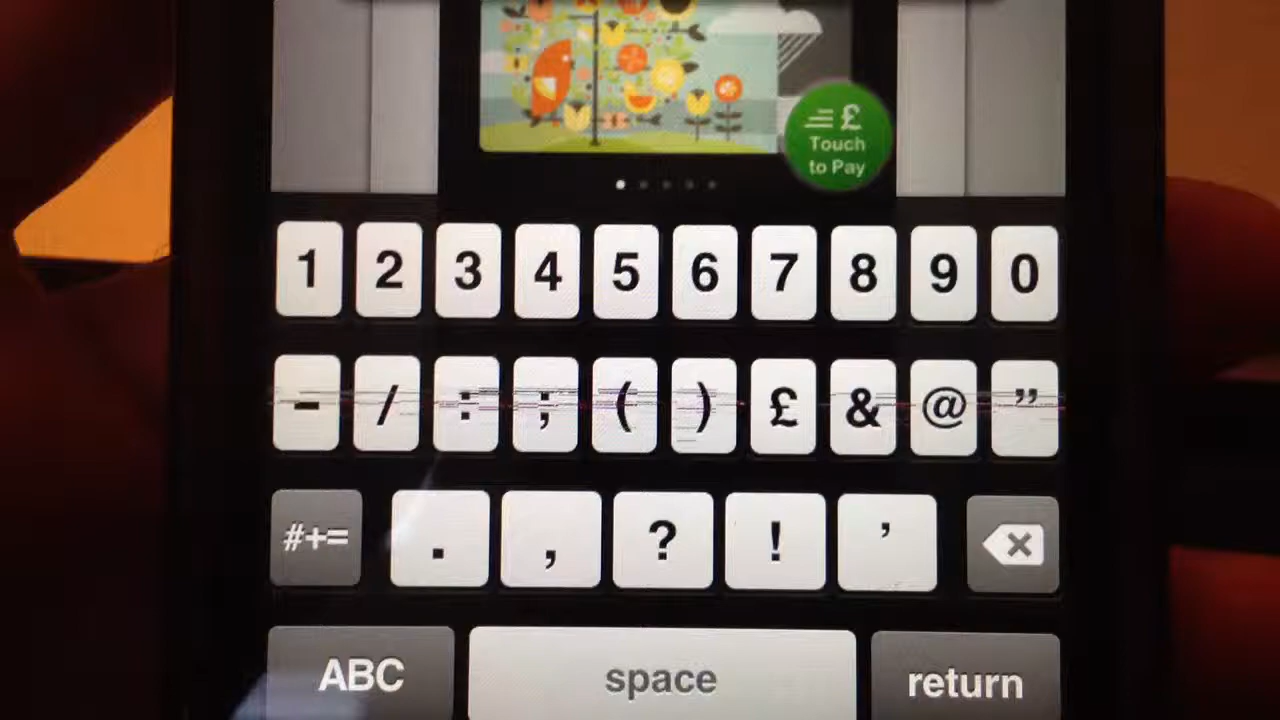 £
Touch
to Pay
1 2 3 4 5 6 7 8 9 0
- / : ; ( ) £ & @ ”
#+= . , ? ! ’
ABC space return